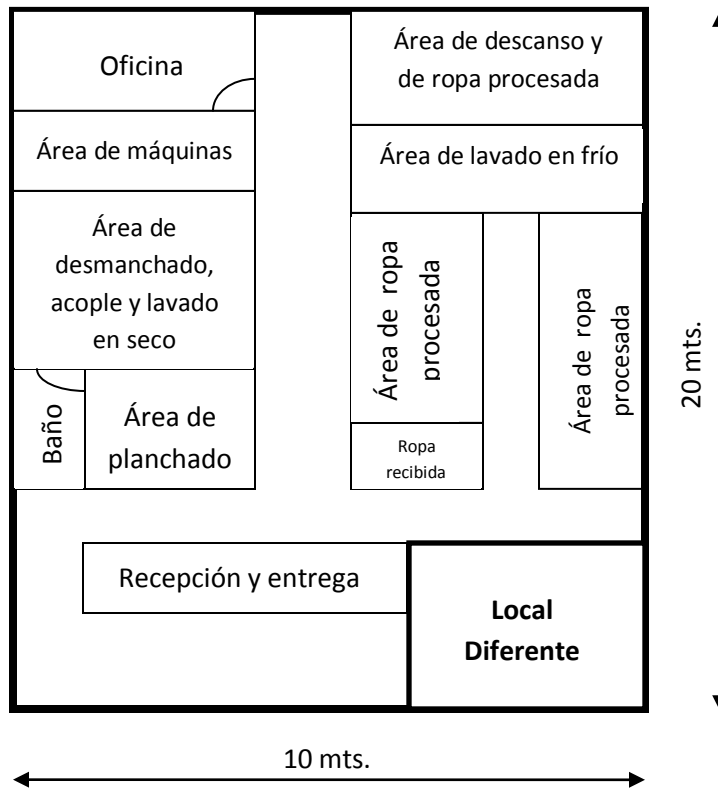 Oficina
Área de descanso y
de ropa procesada
Área de máquinas
Área de lavado en frío
Área de
desmanchado,
acople y lavado
en seco
Área de ropa
procesada
Área de ropa
procesada
Baño
Área de
planchado
Ropa
recibida
20 mts.
Recepción y entrega
Local
Diferente
10 mts.